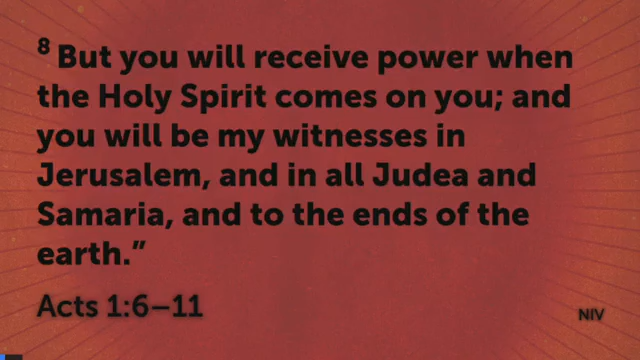 8 But you will receive power when
the Holy Spirit comes on you; and
you will be my witnesses in
Jerusalem, and in all Judea and
Samaria, and to the ends of the
earth.”
Acts 1:6–11
NIV